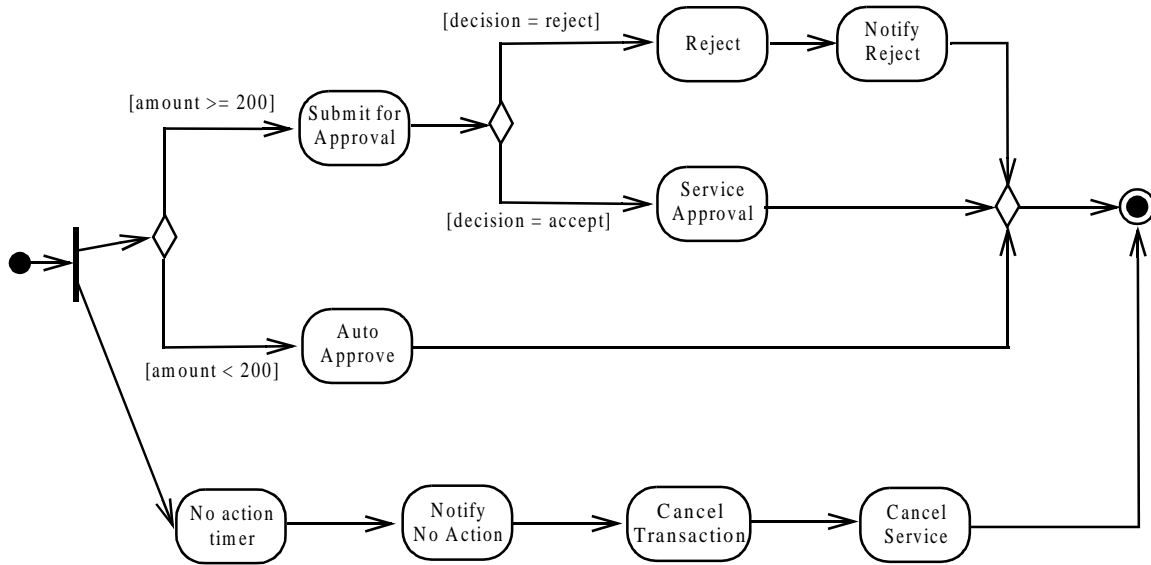 [decision = reject]
Reject
Notify
Reject
[amount >= 200]
Submit for
Approval
[decision = accept]
Service
Approval
Auto
Approve
[amount < 200]
No action
timer
Notify
No Action
Cancel
Transaction
Cancel
Service